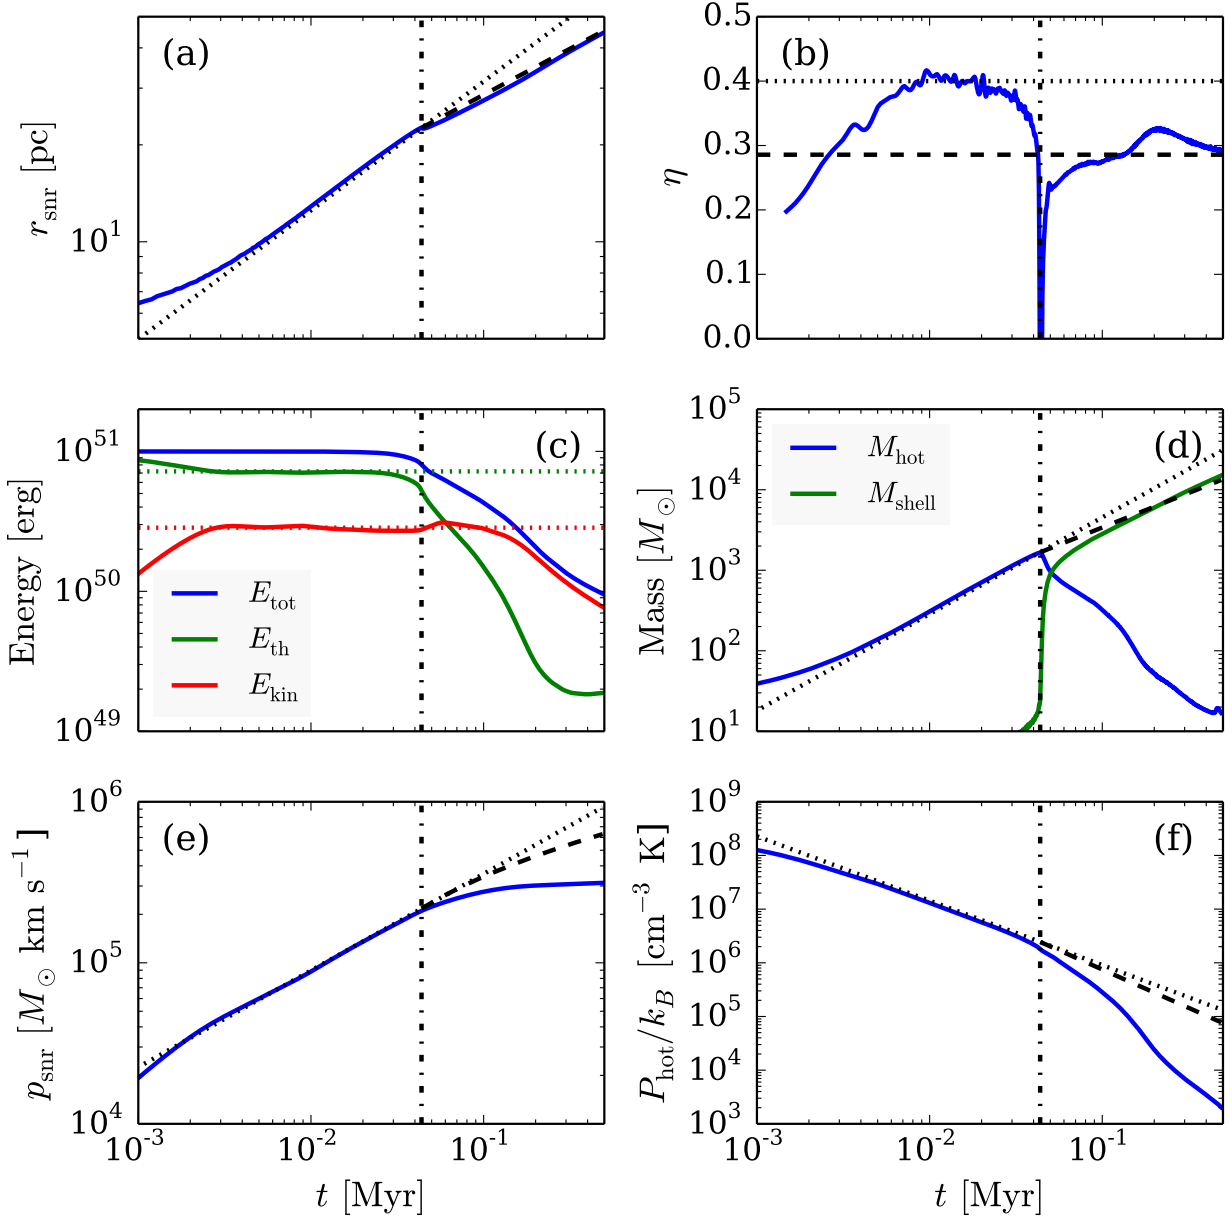 (a)
r_snr [pc]
10^1
(b)
η
0.5
0.4
0.3
0.2
0.1
0.0
(c)
Energy [erg]
10^51
10^50
10^49
E_tot
E_th
E_kin
(d)
Mass [M_⊙]
10^5
10^4
10^3
10^2
10^1
M_hot
M_shell
(e)
p_snr [M_⊙ km s^−1]
10^6
10^5
10^4
10^-3
10^-2
10^-1
t [Myr]
(f)
P_hot/k_B [cm^−3 K]
10^9
10^8
10^7
10^6
10^5
10^4
10^3
10^-3
10^-2
10^-1
t [Myr]